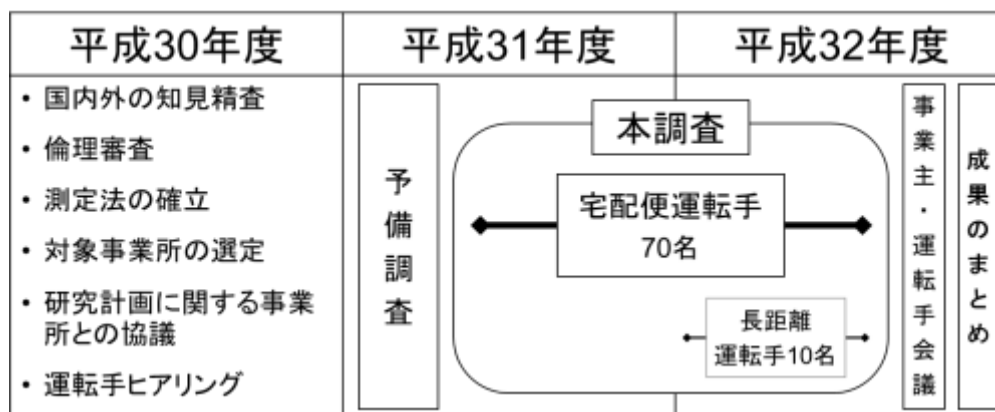 平成30年度
平成31年度
平成32年度
• 国内外の知見精査
• 倫理審査
• 測定法の確立
• 対象事業所の選定
• 研究計画に関する事業
所との協議
• 運転手ヒアリング
予備調査
本調査
宅配便運転手
70名
長距離
運転手10名
事業主・運転手会議
成果のまとめ